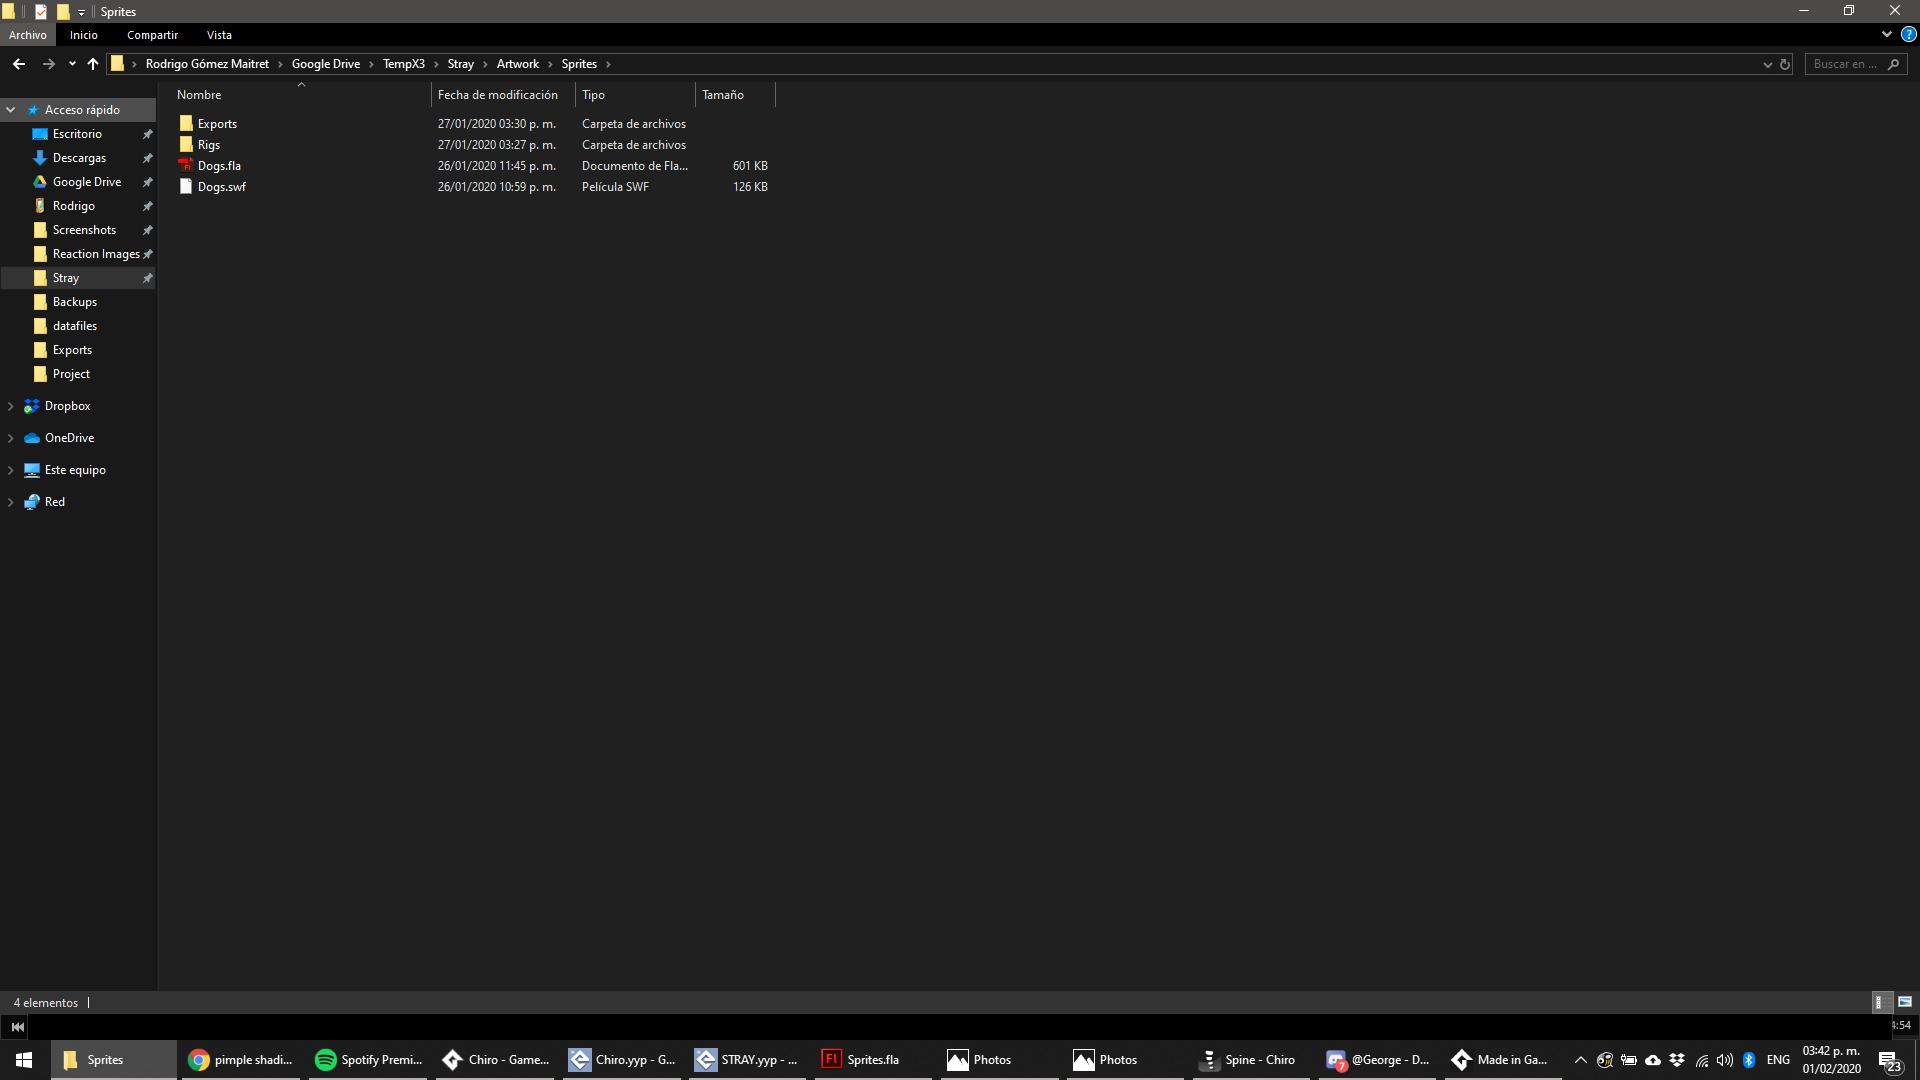 Sprites
Archivo Inicio Compartir Vista
Rodrigo Gómez Maitret › Google Drive › TempX3 › Stray › Artwork › Sprites › Buscar en ...
Nombre Fecha de modificación Tipo Tamaño
Exports 27/01/2020 03:30 p. m. Carpeta de archivos
Rigs 27/01/2020 03:27 p. m. Carpeta de archivos
Dogs.fla 26/01/2020 11:45 p. m. Documento de Fla... 601 KB
Dogs.swf 26/01/2020 10:59 p. m. Película SWF 126 KB
Acceso rápido
Escritorio
Descargas
Google Drive
Rodrigo
Screenshots
Reaction Images
Stray
Backups
datafiles
Exports
Project
Dropbox
OneDrive
Este equipo
Red
4 elementos
4:54
Sprites pimple shadi... Spotify Premi... Chiro - Game... Chiro.yyp - G... STRAY.yyp - ... Fl Sprites.fla Photos Photos Spine - Chiro 7 @George - D... Made in Ga... ENG 03:42 p. m. 23
01/02/2020